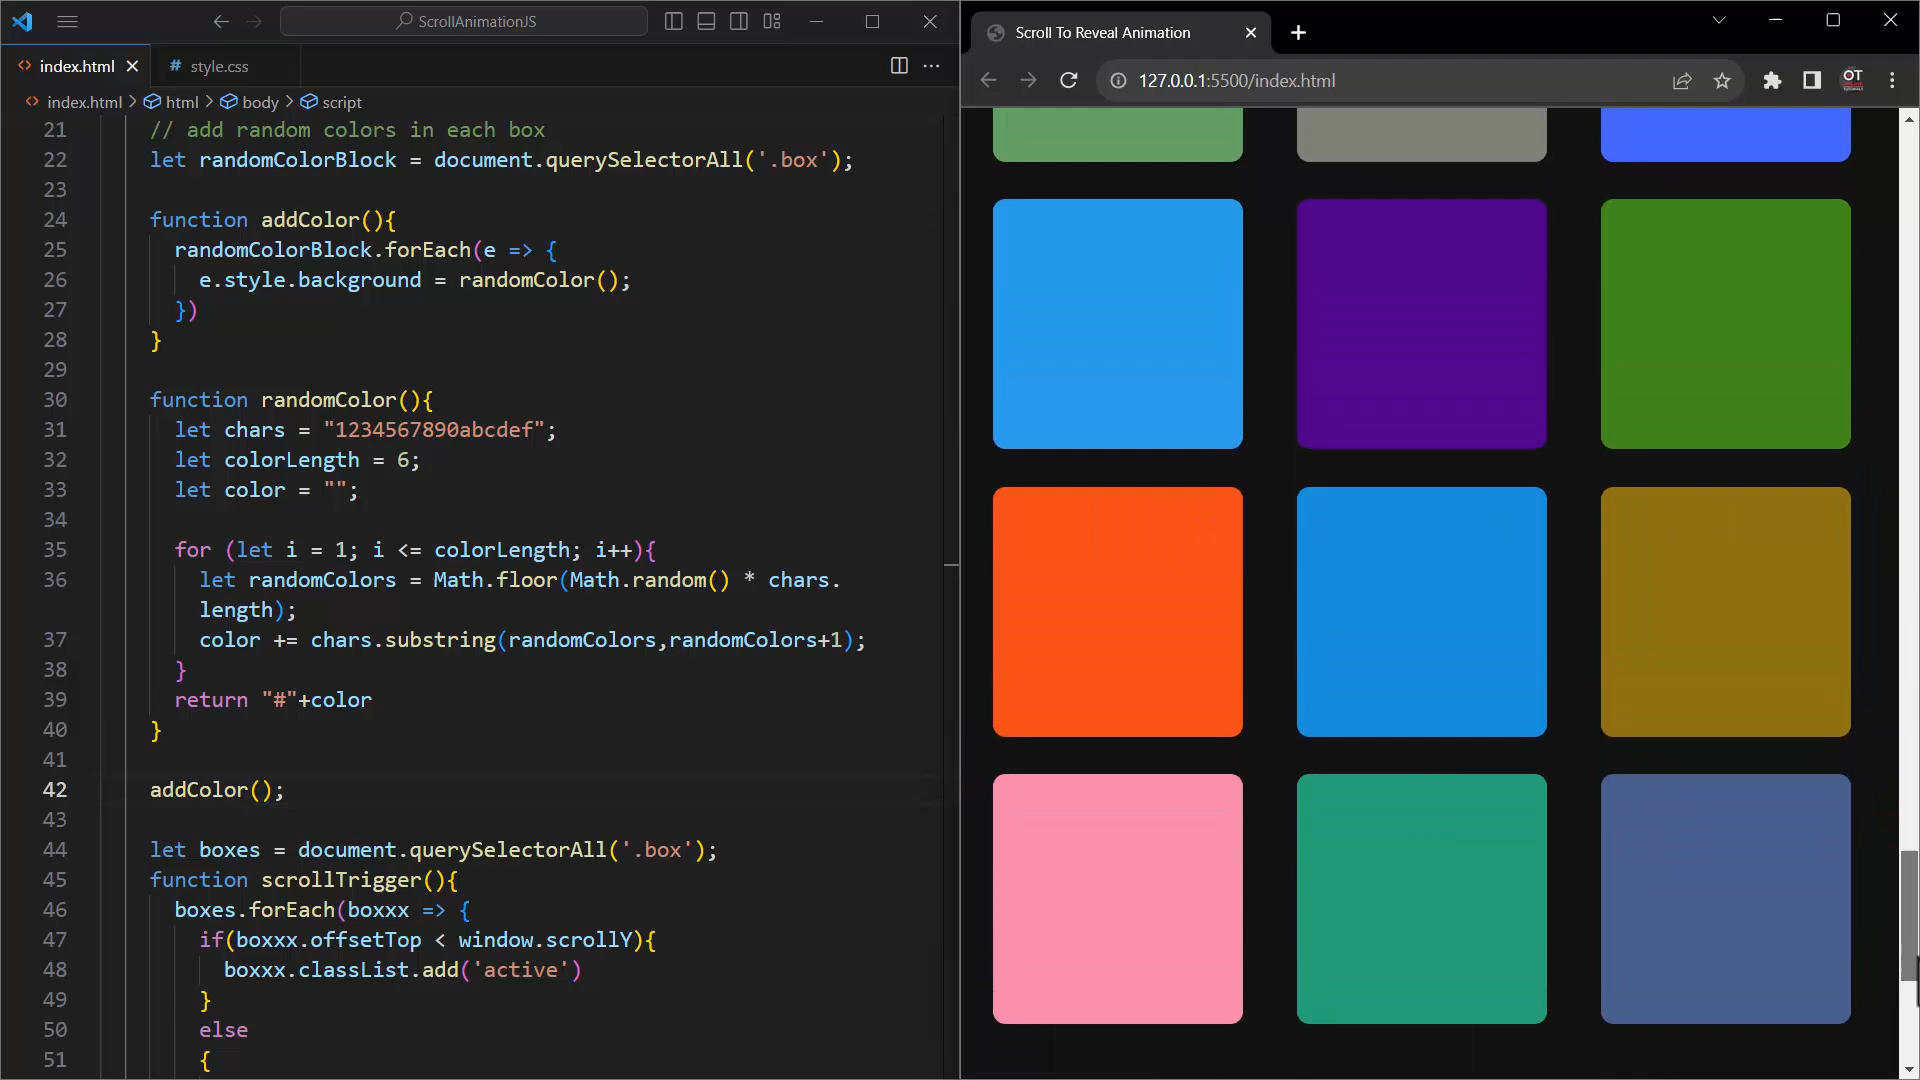 ScrollAnimationJS
index.html
# style.css
index.html > html > body > script
21 // add random colors in each box
22 let randomColorBlock = document.querySelectorAll('.box');
23
24 function addColor(){
25 randomColorBlock.forEach(e => {
26 e.style.background = randomColor();
27 })
28 }
29
30 function randomColor(){
31 let chars = "1234567890abcdef";
32 let colorLength = 6;
33 let color = "";
34
35 for (let i = 1; i <= colorLength; i++){
36 let randomColors = Math.floor(Math.random() * chars.
length);
37 color += chars.substring(randomColors,randomColors+1);
38 }
39 return "#"+color
40 }
41
42 addColor();
43
44 let boxes = document.querySelectorAll('.box');
45 function scrollTrigger(){
46 boxes.forEach(boxxx => {
47 if(boxxx.offsetTop < window.scrollY){
48 boxxx.classList.add('active')
49 }
50 else
51 {
Scroll To Reveal Animation
127.0.0.1:5500/index.html
OT